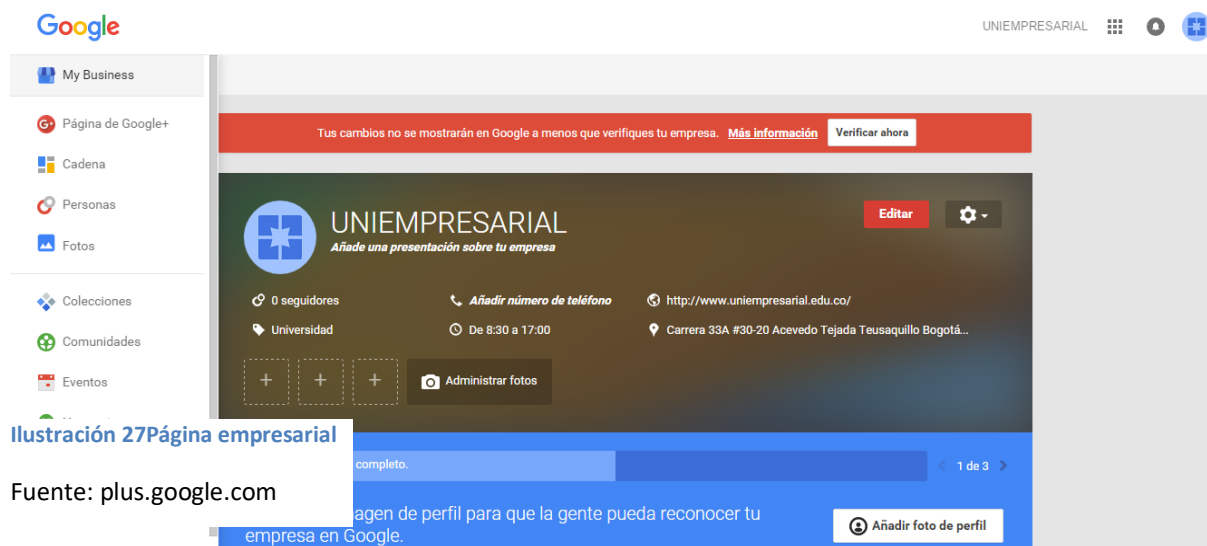 Google
UNIEMPRESARIAL
My Business
Página de Google+
Cadena
Personas
Fotos
Colecciones
Comunidades
Eventos
Tus cambios no se mostrarán en Google a menos que verifiques tu empresa. Más información Verificar ahora
UNIEMPRESARIAL
Añade una presentación sobre tu empresa
Editar
0 seguidores Añadir número de teléfono http://www.uniempresarial.edu.co/
Universidad De 8:30 a 17:00 Carrera 33A #30-20 Acevedo Tejada Teusaquillo Bogotá...
+ + + Administrar fotos
completo.
1 de 3
agen de perfil para que la gente pueda reconocer tu
empresa en Google.
Añadir foto de perfil
Ilustración 27Página empresarial
Fuente: plus.google.com